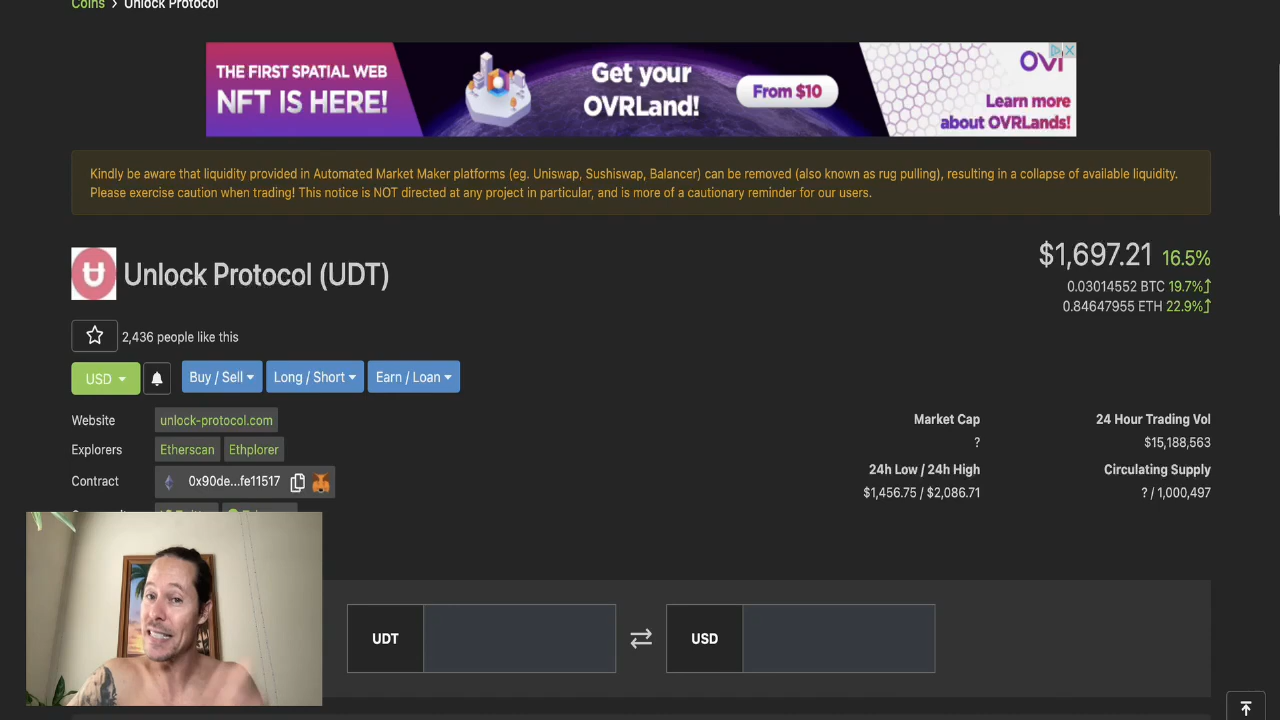 Coins > Unlock Protocol
THE FIRST SPATIAL WEB
NFT IS HERE!
Get your
OVRLand!
From $10
OVr
Learn more
about OVRLands!
Kindly be aware that liquidity provided in Automated Market Maker platforms (eg. Uniswap, Sushiswap, Balancer) can be removed (also known as rug pulling), resulting in a collapse of available liquidity.
Please exercise caution when trading! This notice is NOT directed at any project in particular, and is more of a cautionary reminder for our users.
Unlock Protocol (UDT)
$1,697.21 16.5%
0.03014552 BTC 19.7%
0.84647955 ETH 22.9%
2,436 people like this
USD
Buy / Sell
Long / Short
Earn / Loan
Website unlock-protocol.com
Explorers Etherscan Ethplorer
Contract 0x90de...fe11517
Market Cap
?
24 Hour Trading Vol
$15,188,563
24h Low / 24h High
$1,456.75 / $2,086.71
Circulating Supply
? / 1,000,497
UDT
USD